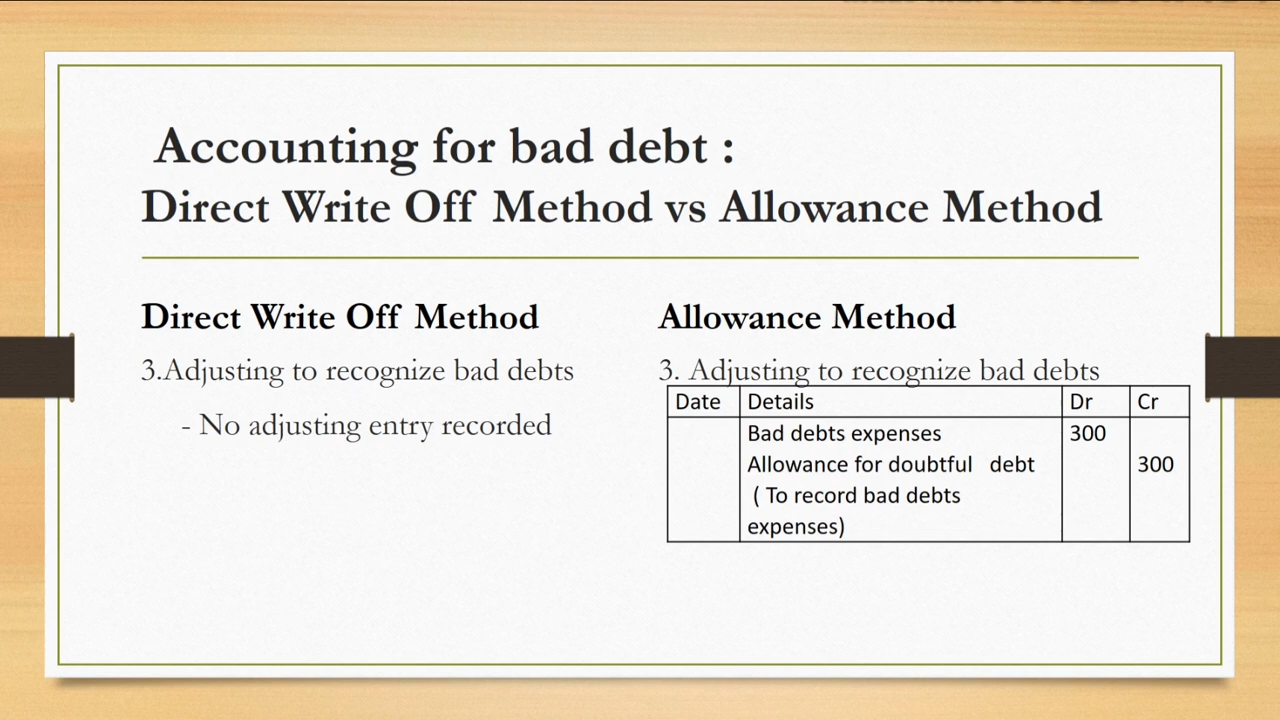 Accounting for bad debt :
Direct Write Off Method vs Allowance Method
Direct Write Off Method
3.Adjusting to recognize bad debts
- No adjusting entry recorded
Allowance Method
3. Adjusting to recognize bad debts
Date Details Dr Cr
Bad debts expenses 300
Allowance for doubtful debt 300
( To record bad debts
expenses)